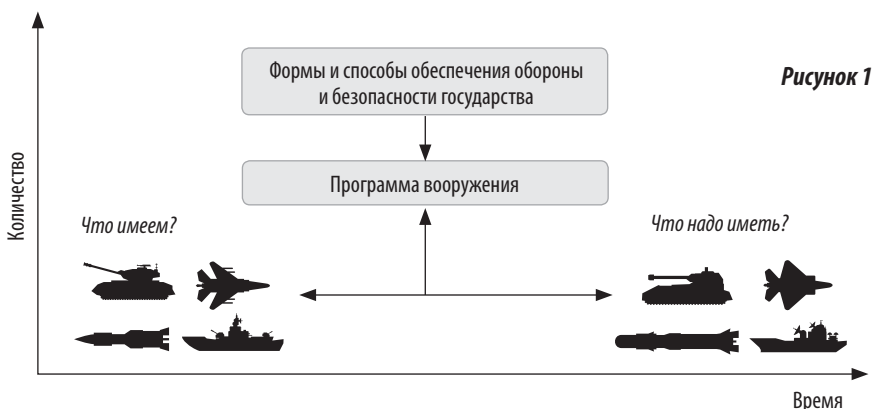 Формы и способы обеспечения обороны
и безопасности государства
Рисунок 1
Программа вооружения
Количество
Что имеем?
Что надо иметь?
Время